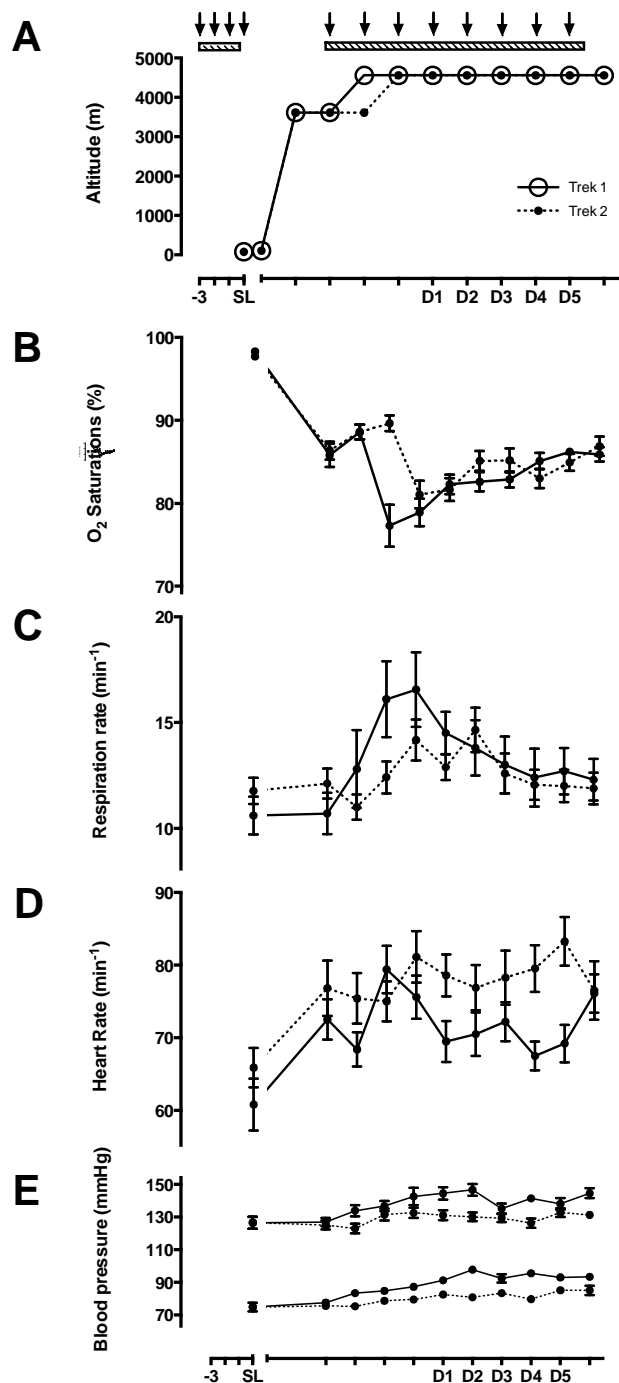 A
Altitude (m)
5000
4000
3000
2000
1000
0
Trek 1
Trek 2
-3 SL D1 D2 D3 D4 D5
B
O2 Saturations (%)
100
90
80
70
C
Respiration rate (min-1)
20
15
10
D
Heart Rate (min-1)
90
80
70
60
E
Blood pressure (mmHg)
150
130
110
90
70
-3 SL D1 D2 D3 D4 D5